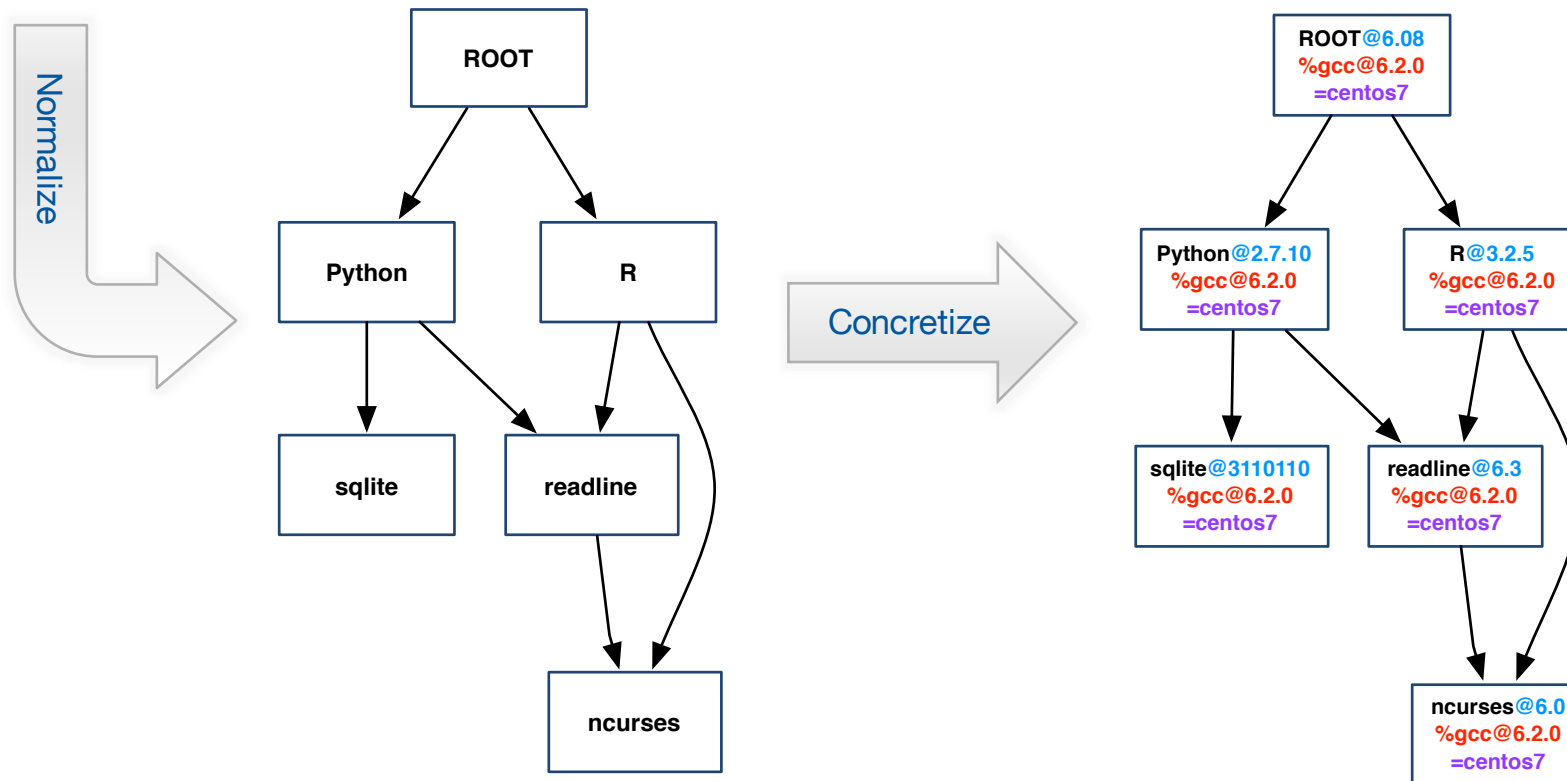 Normalize
ROOT
Python
R
sqlite
readline
ncurses
Concretize
ROOT@6.08
%gcc@6.2.0
=centos7
Python@2.7.10
%gcc@6.2.0
=centos7
R@3.2.5
%gcc@6.2.0
=centos7
sqlite@3110110
%gcc@6.2.0
=centos7
readline@6.3
%gcc@6.2.0
=centos7
ncurses@6.0
%gcc@6.2.0
=centos7